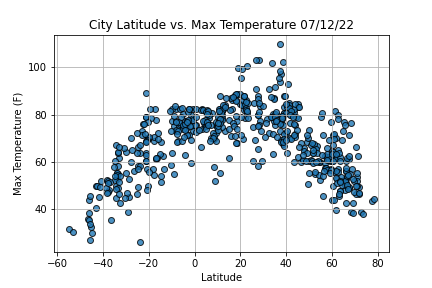 City Latitude vs. Max Temperature 07/12/22
100
80
60
40
Max Temperature (F)
−60 −40 −20 0 20 40 60 80
Latitude